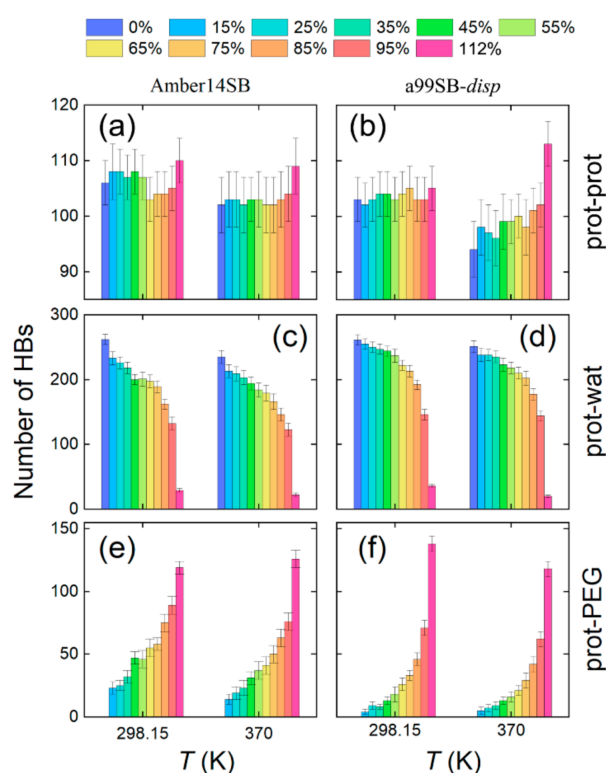 0% 15% 25% 35% 45% 55%
65% 75% 85% 95% 112%
Amber14SB a99SB-disp
120
110
100
90
(a) (b)
prot-prot
300
200
100
0
(c) (d)
prot-wat
150
100
50
0
(e) (f)
prot-PEG
Number of HBs
298.15 370 298.15 370
T (K) T (K)